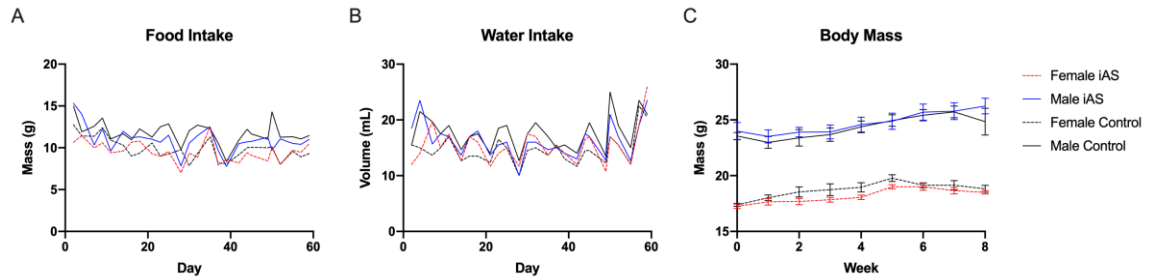 A
Food Intake
Mass (g)
20
15
10
5
0
0 20 40 60
Day
B
Water Intake
Volume (mL)
30
20
10
0
0 20 40 60
Day
C
Body Mass
Mass (g)
30
25
20
15
0 2 4 6 8
Week
Female iAS
Male iAS
Female Control
Male Control